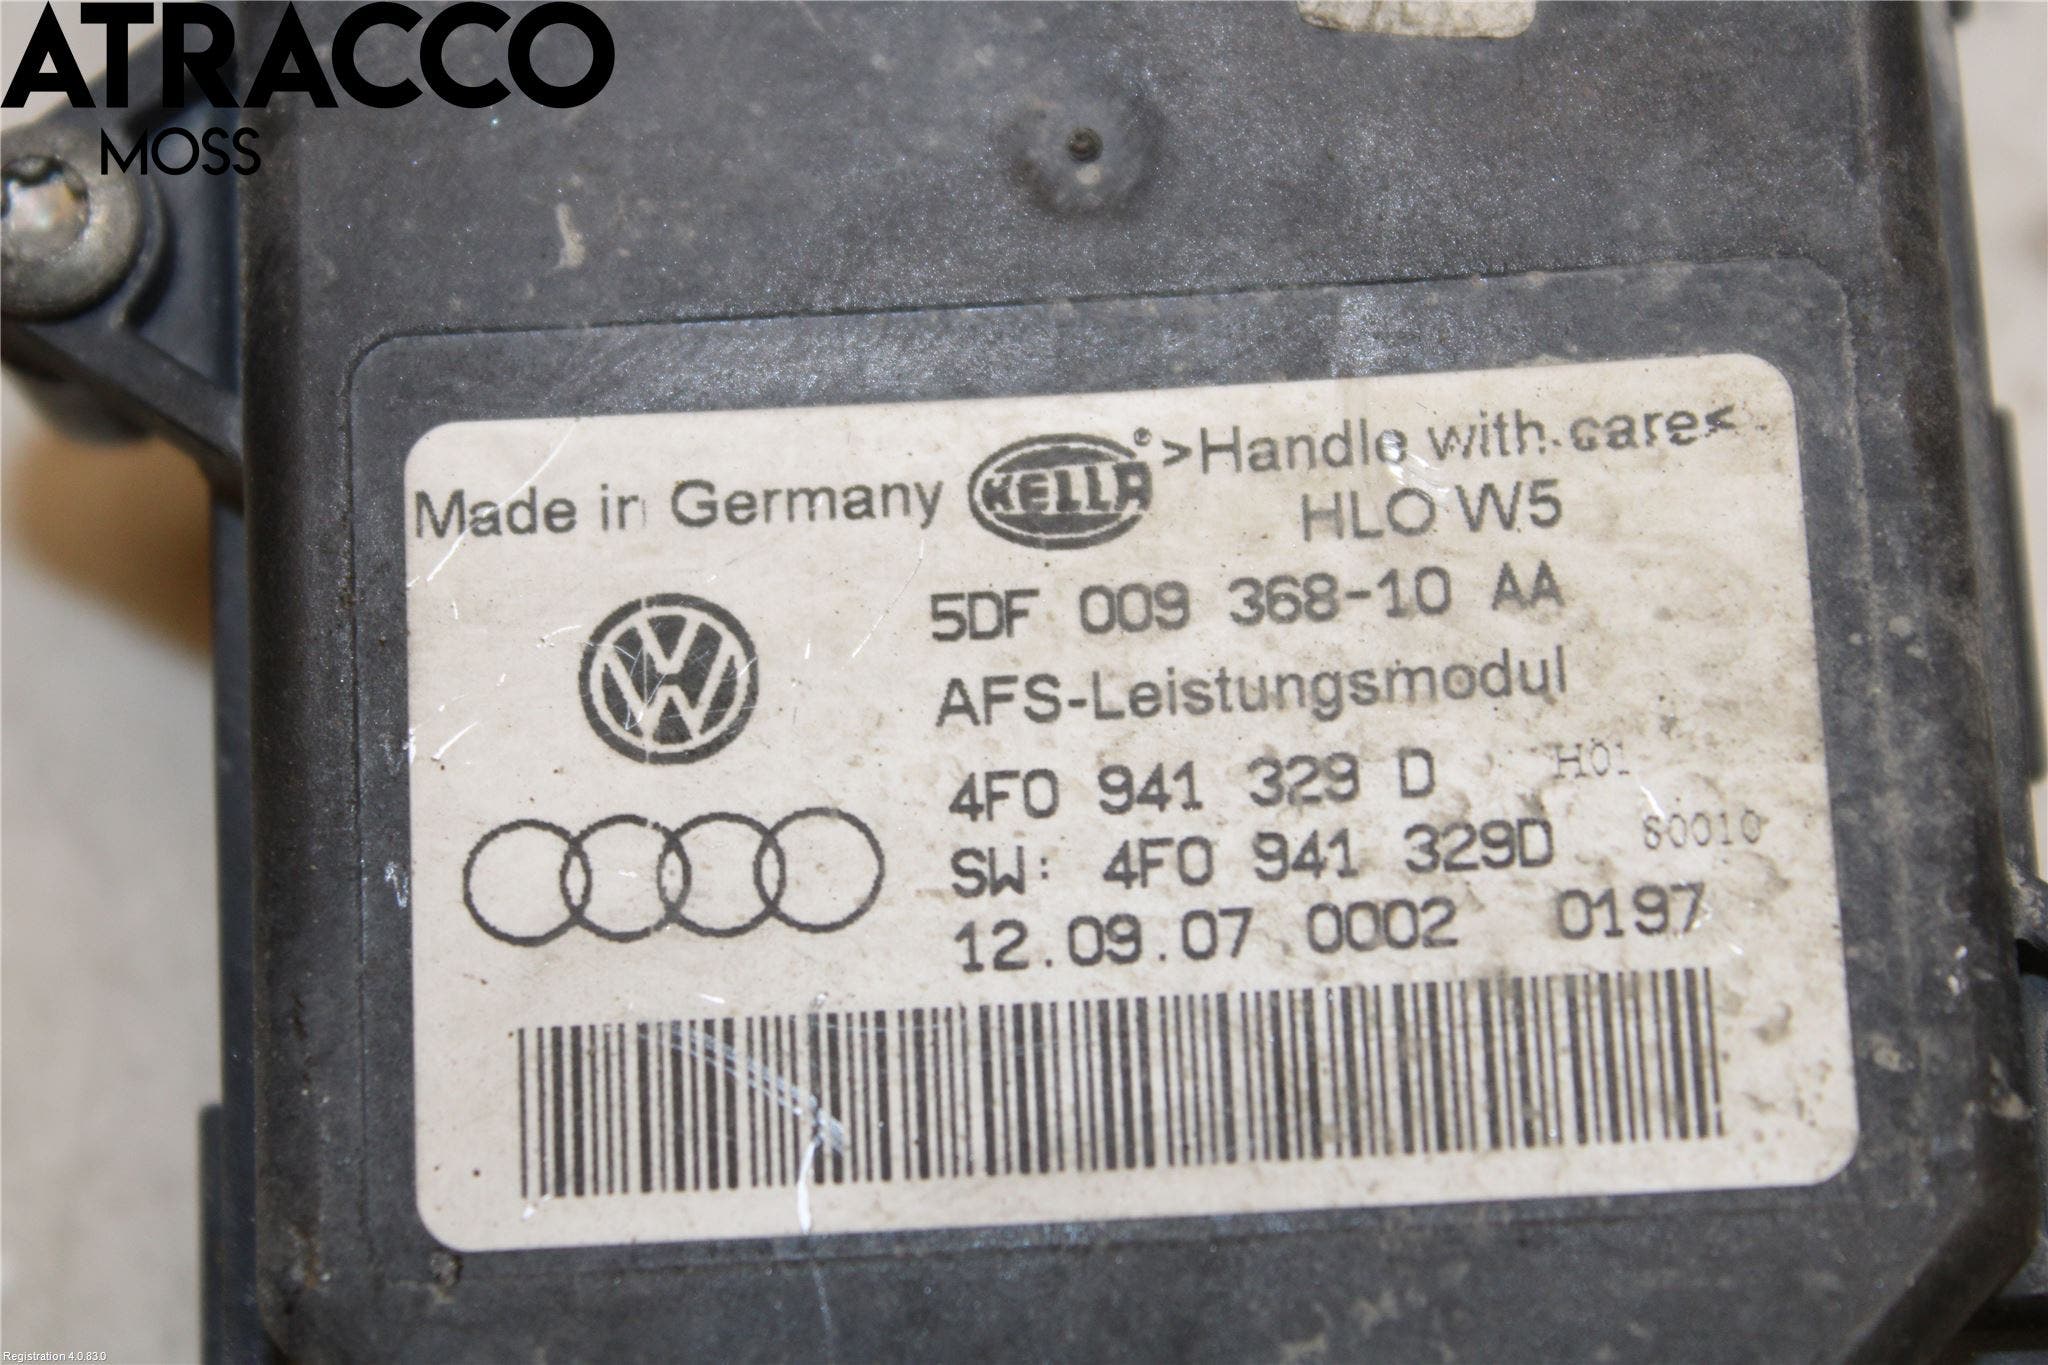 ATRACCO
MOSS
Made in Germany HELLA® >Handle with care<
HLO W5
5DF 009 368-10 AA
AFS-Leistungsmodul
4F0 941 329 D H01
SW: 4F0 941 329D S0010
12.09.07 0002 0197
Registration 4.0.83.0